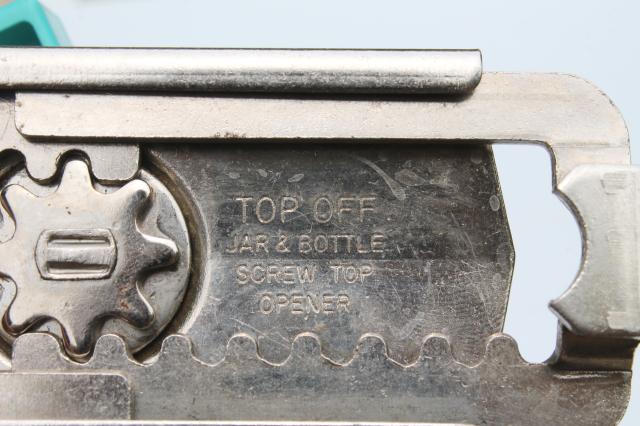 TOP OFF
JAR & BOTTLE
SCREW TOP
OPENER